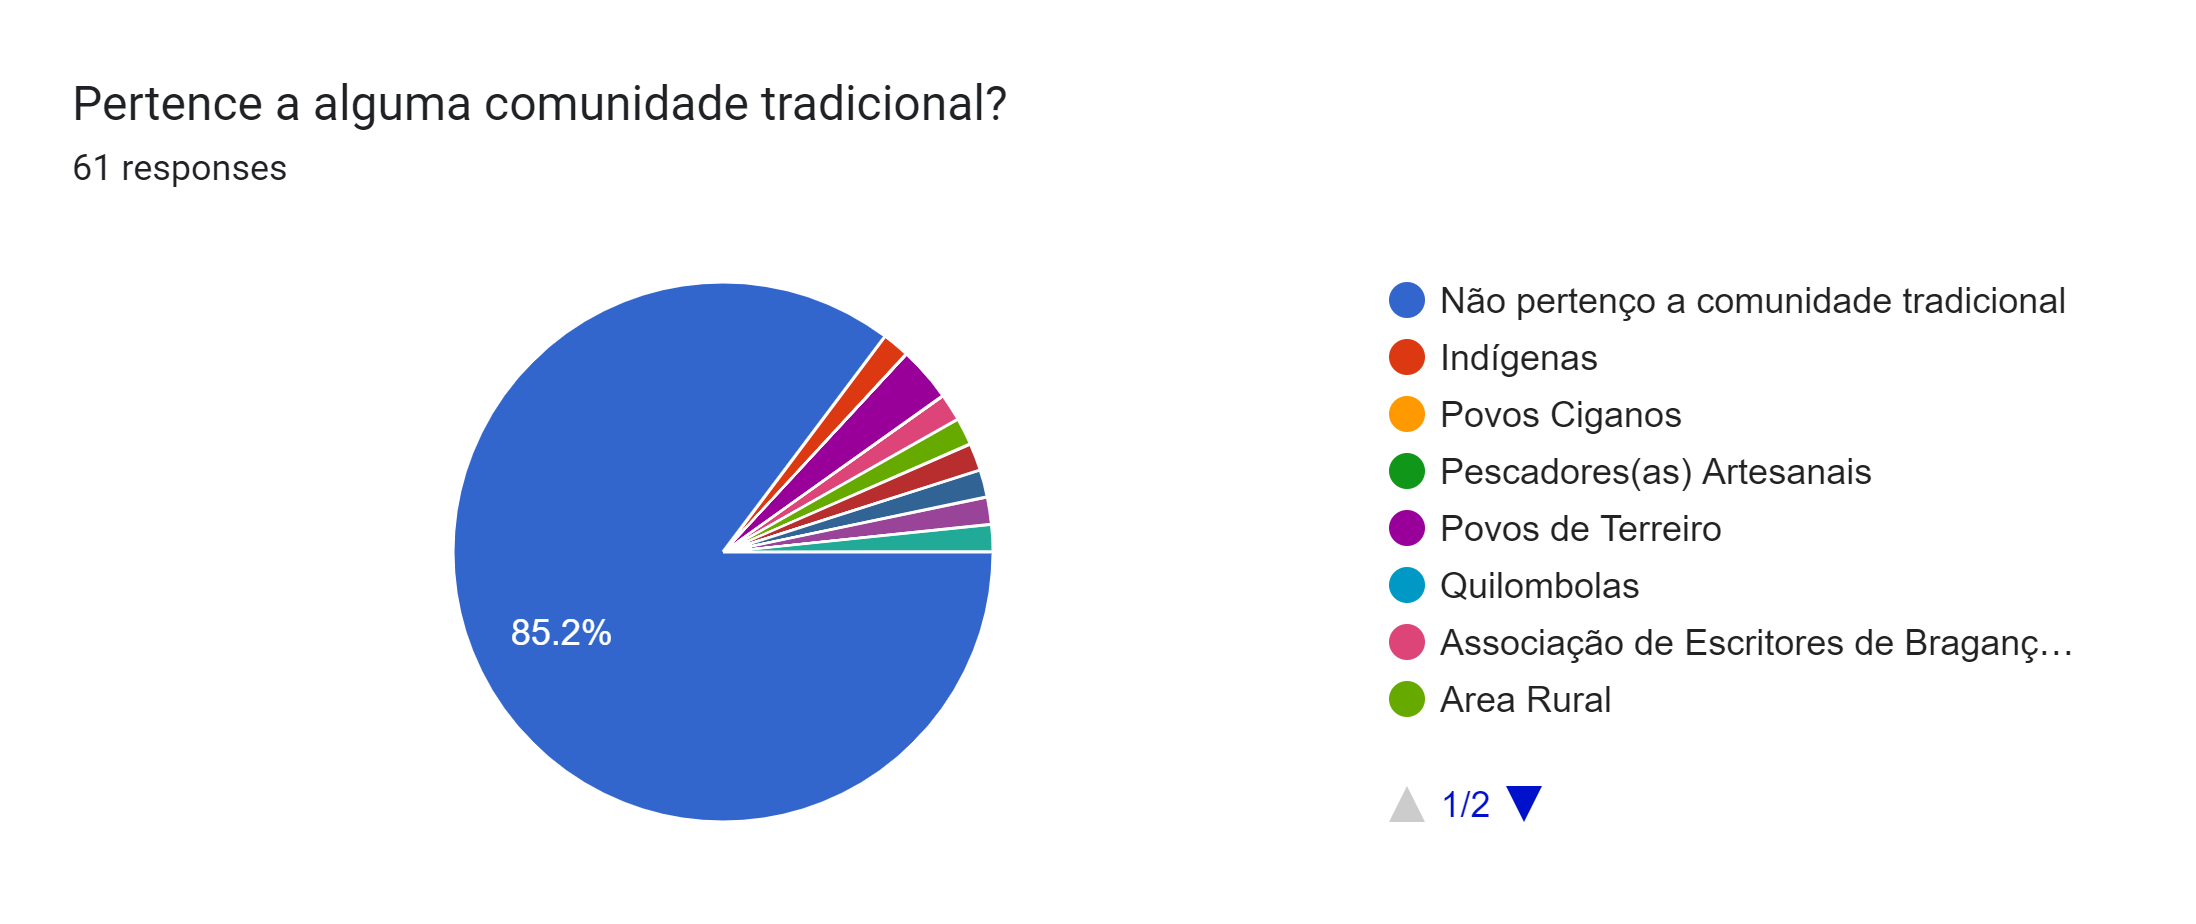 Pertence a alguma comunidade tradicional?
61 responses
85.2%
Não pertenço a comunidade tradicional
Indígenas
Povos Ciganos
Pescadores(as) Artesanais
Povos de Terreiro
Quilombolas
Associação de Escritores de Braganç…
Area Rural
1/2